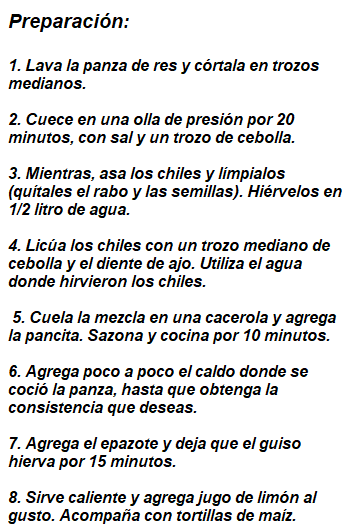 Preparación:
1. Lava la panza de res y córtala en trozos
medianos.
2. Cuece en una olla de presión por 20
minutos, con sal y un trozo de cebolla.
3. Mientras, asa los chiles y límpialos
(quítales el rabo y las semillas). Hiérvelos en
1/2 litro de agua.
4. Licúa los chiles con un trozo mediano de
cebolla y el diente de ajo. Utiliza el agua
donde hirvieron los chiles.
5. Cuela la mezcla en una cacerola y agrega
la pancita. Sazona y cocina por 10 minutos.
6. Agrega poco a poco el caldo donde se
coció la panza, hasta que obtenga la
consistencia que deseas.
7. Agrega el epazote y deja que el guiso
hierva por 15 minutos.
8. Sirve caliente y agrega jugo de limón al
gusto. Acompaña con tortillas de maíz.